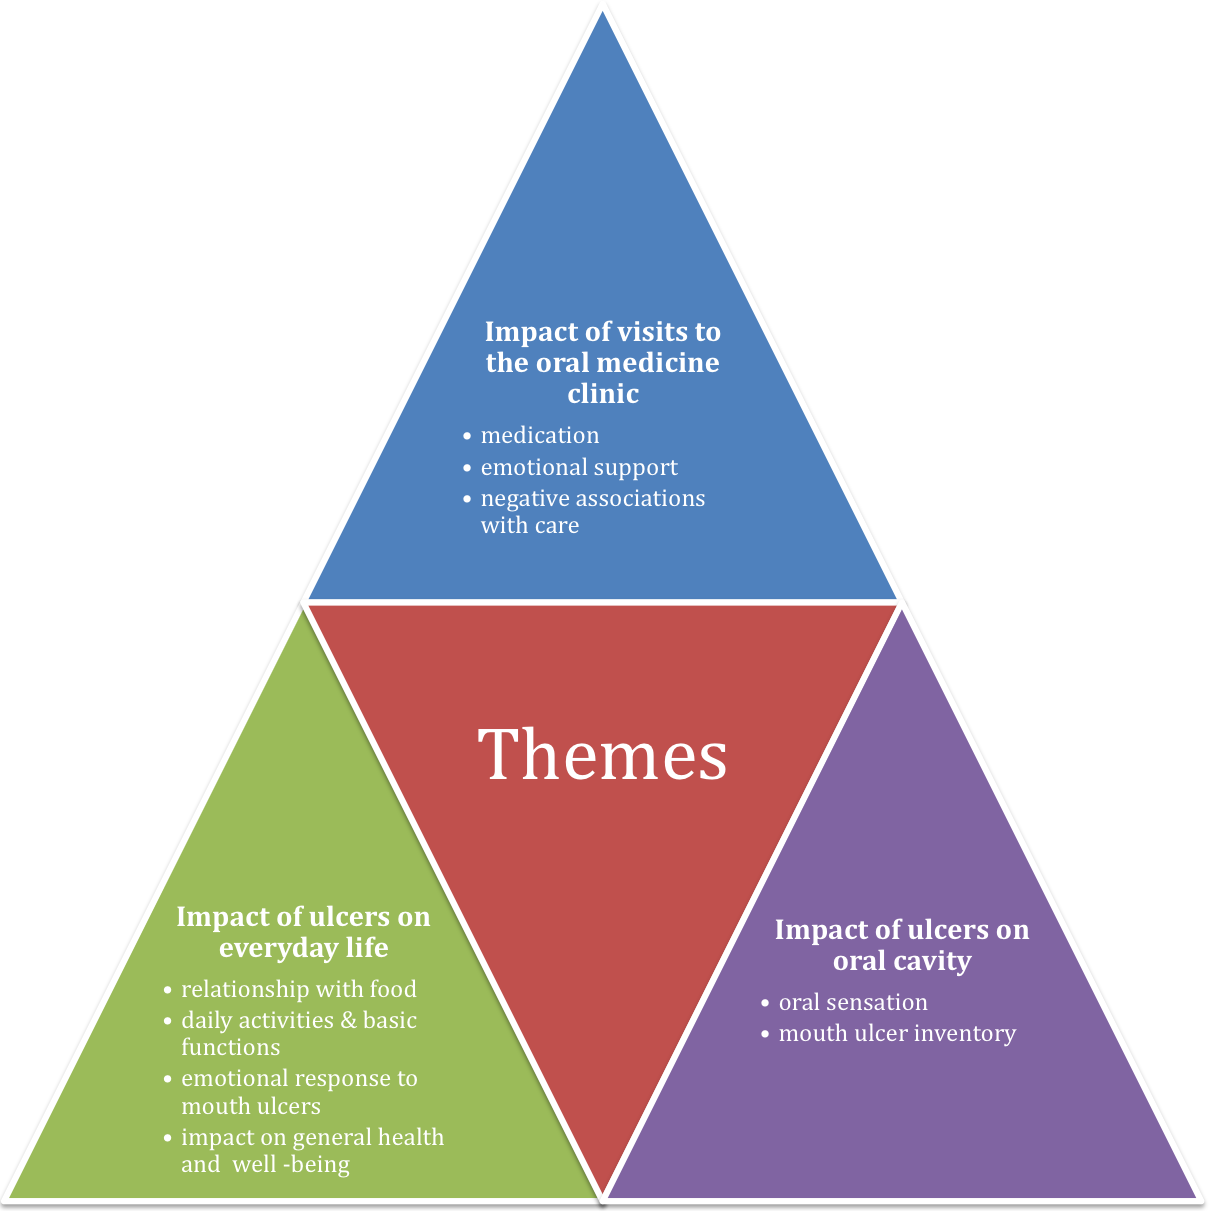 Impact of visits to
the oral medicine
clinic
• medication
• emotional support
• negative associations
with care
Themes
Impact of ulcers on
everyday life
• relationship with food
• daily activities & basic
functions
• emotional response to
mouth ulcers
• impact on general health
and  well -being
Impact of ulcers on
oral cavity
• oral sensation
• mouth ulcer inventory